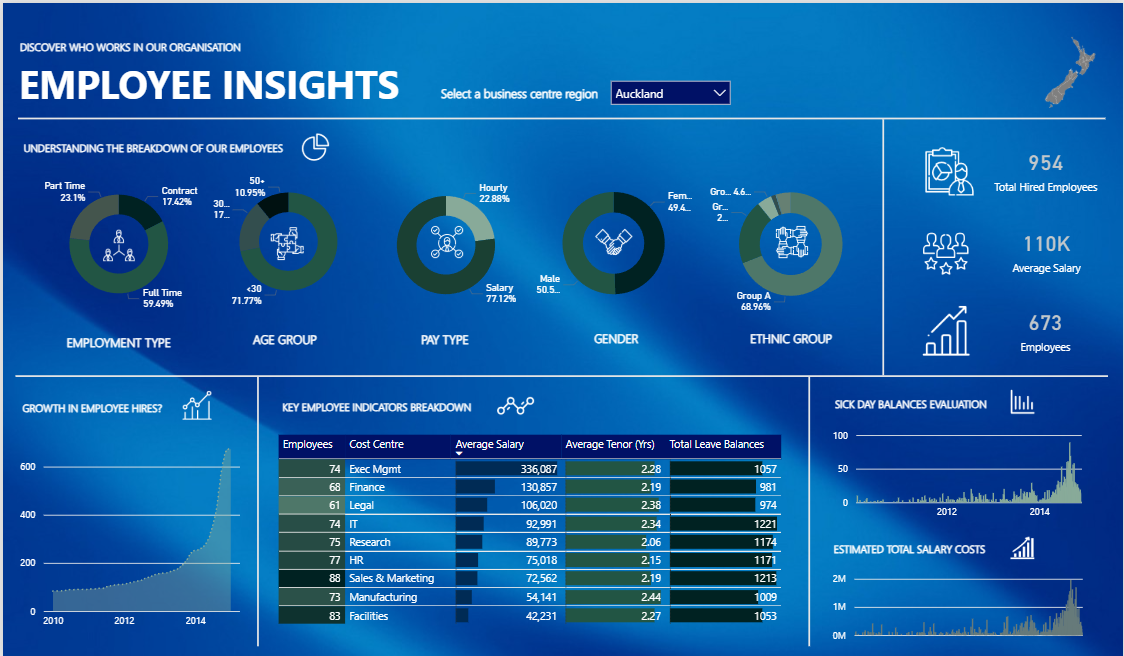 DISCOVER WHO WORKS IN OUR ORGANISATION
EMPLOYEE INSIGHTS
Select a business centre region
Auckland
UNDERSTANDING THE BREAKDOWN OF OUR EMPLOYEES
Part Time
23.1%
Contract
17.42%
Full Time
59.49%
EMPLOYMENT TYPE
50+
10.95%
30...
17...
<30
71.77%
AGE GROUP
Hourly
22.88%
Salary
77.12%
PAY TYPE
Fem...
49.4...
Male
50.5...
GENDER
Gro... 4.6...
Gr...
2...
Group A
68.96%
ETHNIC GROUP
954
Total Hired Employees
110K
Average Salary
673
Employees
GROWTH IN EMPLOYEE HIRES?
600
400
200
0
2010 2012 2014
KEY EMPLOYEE INDICATORS BREAKDOWN
Employees Cost Centre Average Salary Average Tenor (Yrs) Total Leave Balances
74 Exec Mgmt 336,087 2.28 1057
68 Finance 130,857 2.19 981
61 Legal 106,020 2.38 974
74 IT 92,991 2.34 1221
75 Research 89,773 2.06 1174
77 HR 75,018 2.15 1171
88 Sales & Marketing 72,562 2.19 1213
73 Manufacturing 54,141 2.44 1009
83 Facilities 42,231 2.27 1053
SICK DAY BALANCES EVALUATION
100
50
0
2012 2014
ESTIMATED TOTAL SALARY COSTS
2M
1M
0M